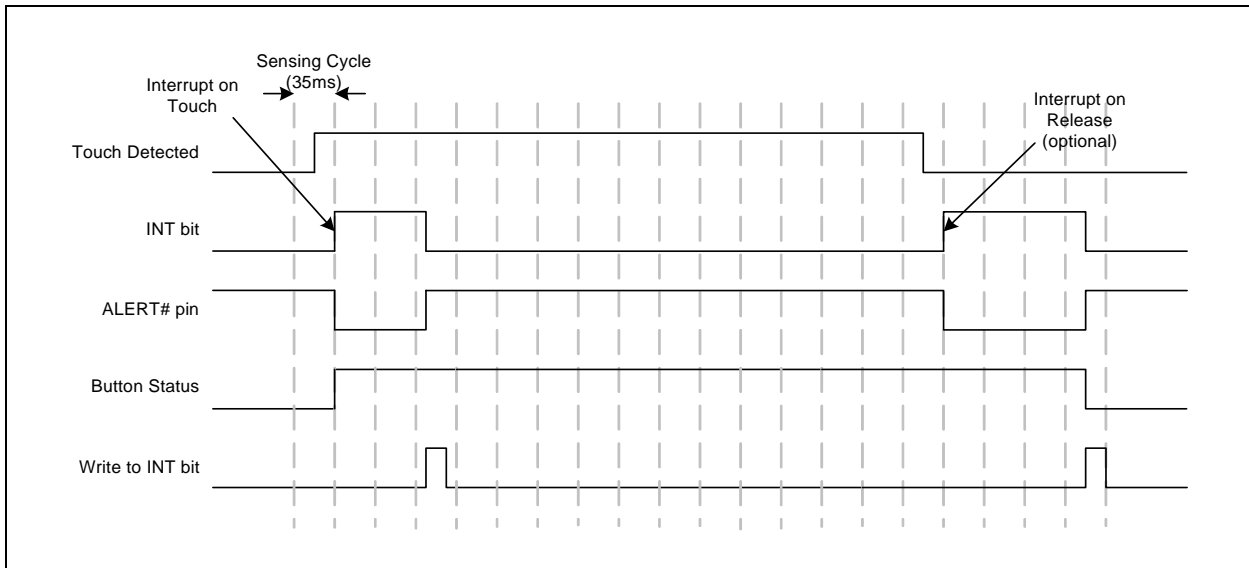 Sensing Cycle
(35ms)
Interrupt on
Touch
Interrupt on
Release
(optional)
Touch Detected
INT bit
ALERT# pin
Button Status
Write to INT bit